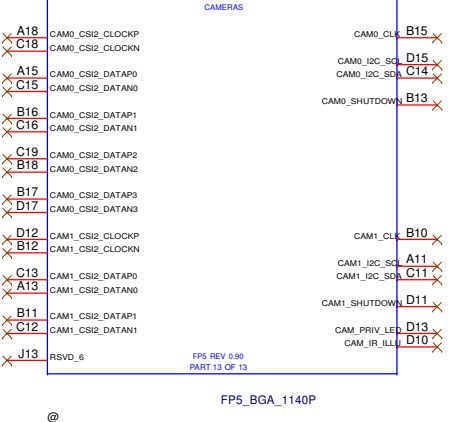 CAMERAS
A18 CAM0_CSI2_CLOCKP CAM0_CLK B15
C18 CAM0_CSI2_CLOCKN
CAM0_I2C_SCL D15
A15 CAM0_CSI2_DATAP0 CAM0_I2C_SDA C14
C15 CAM0_CSI2_DATAN0
CAM0_SHUTDOWN B13
B16 CAM0_CSI2_DATAP1
C16 CAM0_CSI2_DATAN1
C19 CAM0_CSI2_DATAP2
B18 CAM0_CSI2_DATAN2
B17 CAM0_CSI2_DATAP3
D17 CAM0_CSI2_DATAN3
D12 CAM1_CSI2_CLOCKP CAM1_CLK B10
B12 CAM1_CSI2_CLOCKN
CAM1_I2C_SCL A11
C13 CAM1_CSI2_DATAP0 CAM1_I2C_SDA C11
A13 CAM1_CSI2_DATAN0
CAM1_SHUTDOWN D11
B11 CAM1_CSI2_DATAP1
C12 CAM1_CSI2_DATAN1 CAM_PRIV_LED D13
CAM_IR_ILLU D10
J13 RSVD_6 FP5 REV 0.90
PART 13 OF 13
FP5_BGA_1140P
@